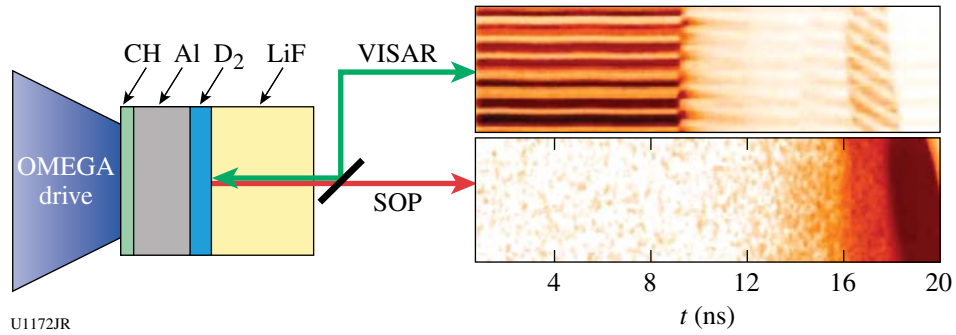 CH Al D2 LiF
VISAR
OMEGA
drive
SOP
4 8 12 16 20
t (ns)
U1172JR